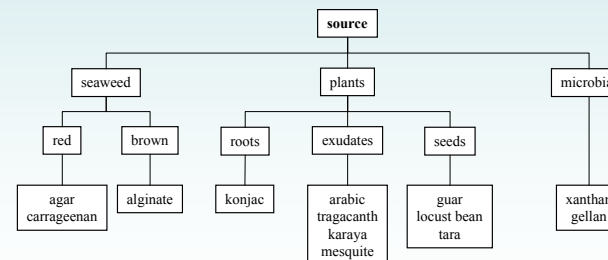 source
seaweed
plants
microbia
red
brown
roots
exudates
seeds
agar
carrageenan
alginate
konjac
arabic
tragacanth
karaya
mesquite
guar
locust bean
tara
xanthan
gellan